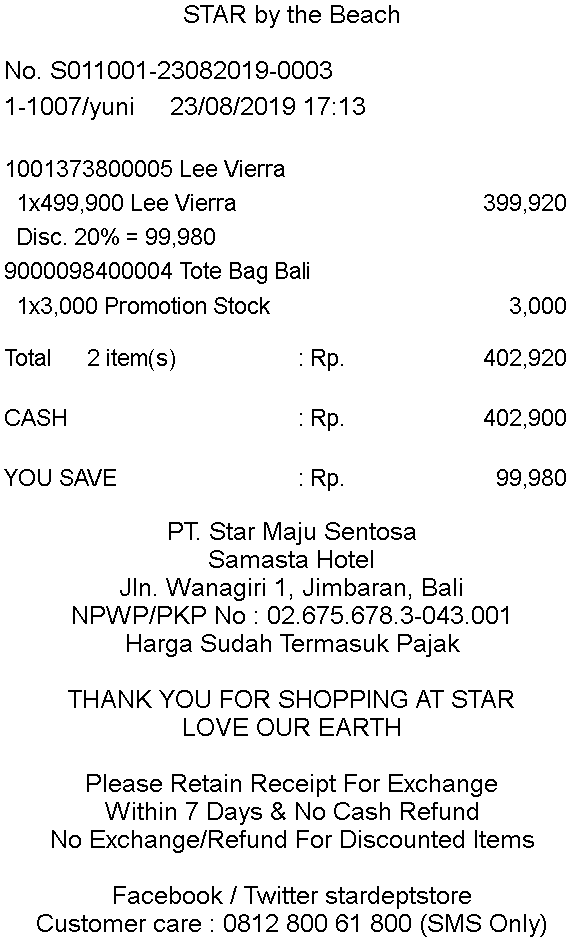 STAR by the Beach
No. S011001-23082019-0003
1-1007/yuni 23/08/2019 17:13
1001373800005 Lee Vierra
1x499,900 Lee Vierra 399,920
Disc. 20% = 99,980
9000098400004 Tote Bag Bali
1x3,000 Promotion Stock 3,000
Total 2 item(s) : Rp. 402,920
CASH : Rp. 402,900
YOU SAVE : Rp. 99,980
PT. Star Maju Sentosa
Samasta Hotel
Jln. Wanagiri 1, Jimbaran, Bali
NPWP/PKP No : 02.675.678.3-043.001
Harga Sudah Termasuk Pajak
THANK YOU FOR SHOPPING AT STAR
LOVE OUR EARTH
Please Retain Receipt For Exchange
Within 7 Days & No Cash Refund
No Exchange/Refund For Discounted Items
Facebook / Twitter stardeptstore
Customer care : 0812 800 61 800 (SMS Only)